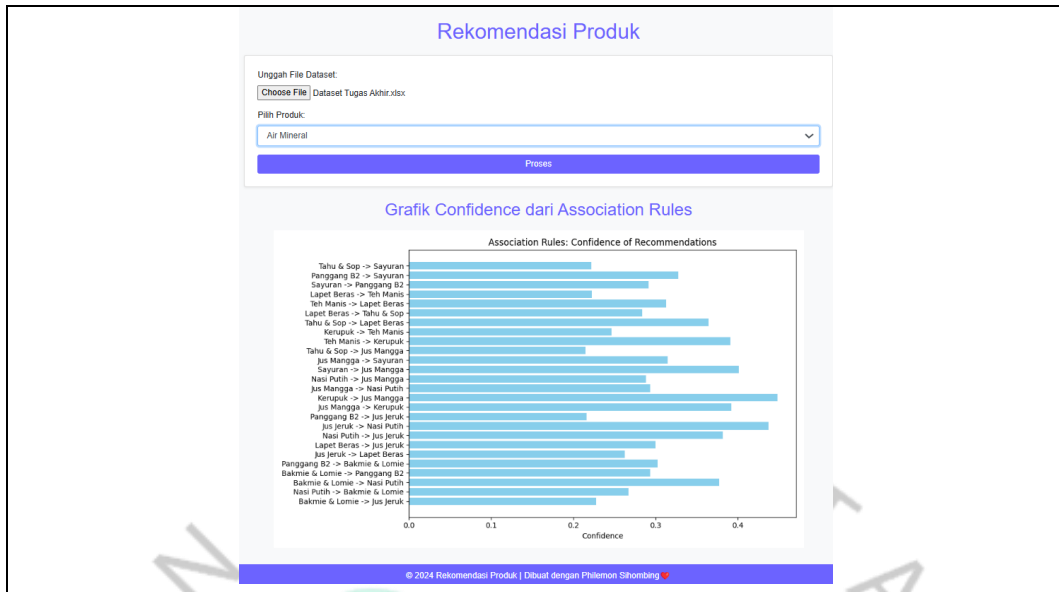 Rekomendasi Produk
Unggah File Dataset:
Choose File Dataset Tugas Akhir.xlsx
Pilih Produk:
Air Mineral
Proses
Grafik Confidence dari Association Rules
Association Rules: Confidence of Recommendations
Tahu & Sop -> Sayuran
Panggang B2 -> Sayuran
Sayuran -> Panggang B2
Lapet Beras -> Teh Manis
Teh Manis -> Lapet Beras
Lapet Beras -> Tahu & Sop
Tahu & Sop -> Lapet Beras
Kerupuk -> Teh Manis
Teh Manis -> Kerupuk
Tahu & Sop -> Jus Mangga
Jus Mangga -> Sayuran
Sayuran -> Jus Mangga
Nasi Putih -> Jus Mangga
Jus Mangga -> Nasi Putih
Kerupuk -> Jus Mangga
Jus Mangga -> Kerupuk
Panggang B2 -> Jus Jeruk
Jus Jeruk -> Nasi Putih
Nasi Putih -> Jus Jeruk
Lapet Beras -> Jus Jeruk
Jus Jeruk -> Lapet Beras
Panggang B2 -> Bakmie & Lomie
Bakmie & Lomie -> Panggang B2
Bakmie & Lomie -> Nasi Putih
Nasi Putih -> Bakmie & Lomie
Bakmie & Lomie -> Jus Jeruk
0.0 0.1 0.2 0.3 0.4
Confidence
© 2024 Rekomendasi Produk | Dibuat dengan Philemon Sihombing❤️